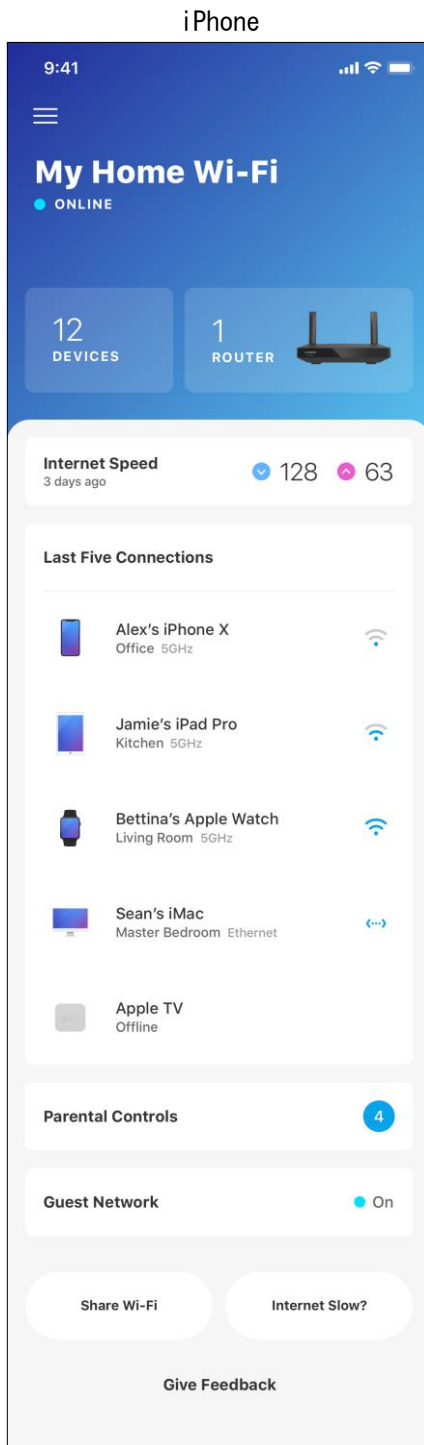 iPhone
9:41
My Home Wi-Fi
ONLINE
12
DEVICES
1
ROUTER
Internet Speed
3 days ago
128
63
Last Five Connections
Alex's iPhone X
Office 5GHz
Jamie's iPad Pro
Kitchen 5GHz
Bettina's Apple Watch
Living Room 5GHz
Sean's iMac
Master Bedroom Ethernet
Apple TV
Offline
Parental Controls
4
Guest Network
On
Share Wi-Fi
Internet Slow?
Give Feedback